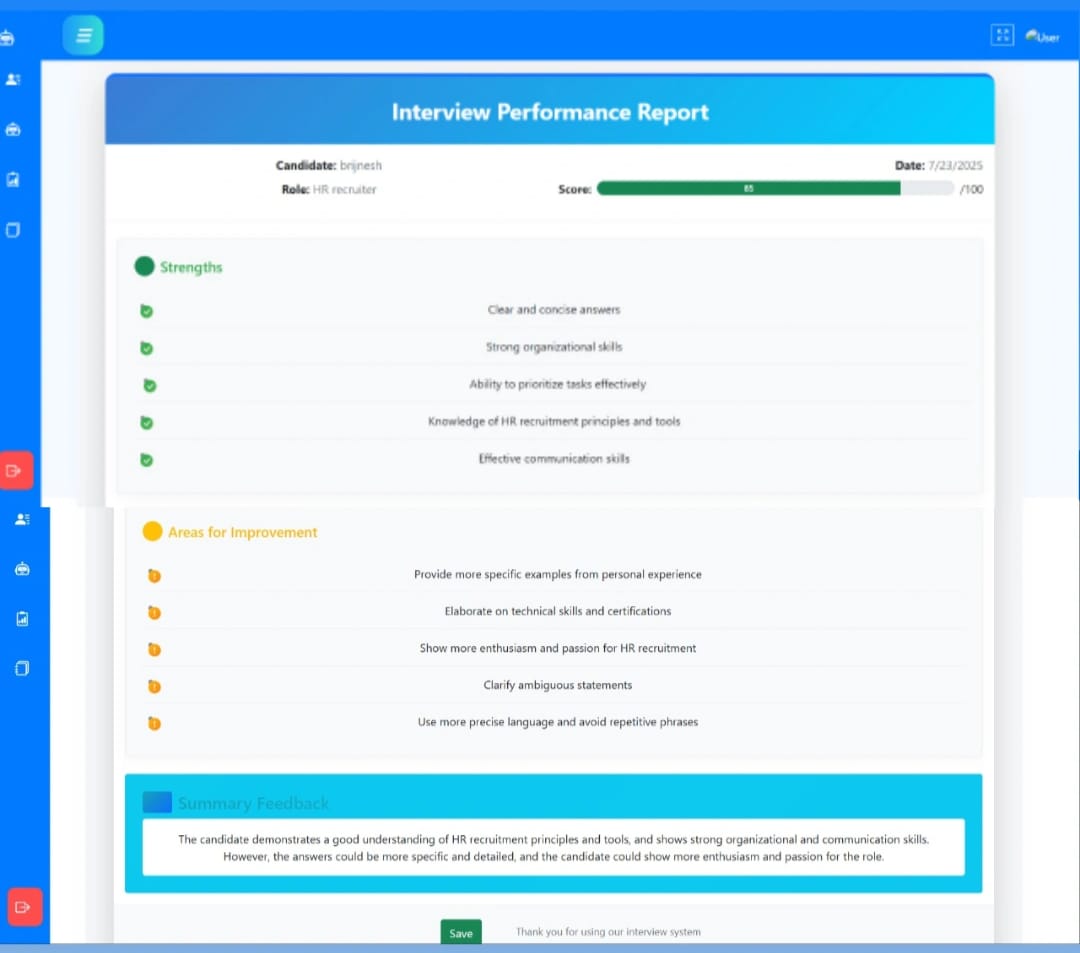 User
Interview Performance Report
Candidate: brijnesh
Date: 7/23/2025
Role: HR recruiter
Score: 85 /100
Strengths
Clear and concise answers
Strong organizational skills
Ability to prioritize tasks effectively
Knowledge of HR recruitment principles and tools
Effective communication skills
Areas for Improvement
Provide more specific examples from personal experience
Elaborate on technical skills and certifications
Show more enthusiasm and passion for HR recruitment
Clarify ambiguous statements
Use more precise language and avoid repetitive phrases
Summary Feedback
The candidate demonstrates a good understanding of HR recruitment principles and tools, and shows strong organizational and communication skills.
However, the answers could be more specific and detailed, and the candidate could show more enthusiasm and passion for the role.
Save
Thank you for using our interview system